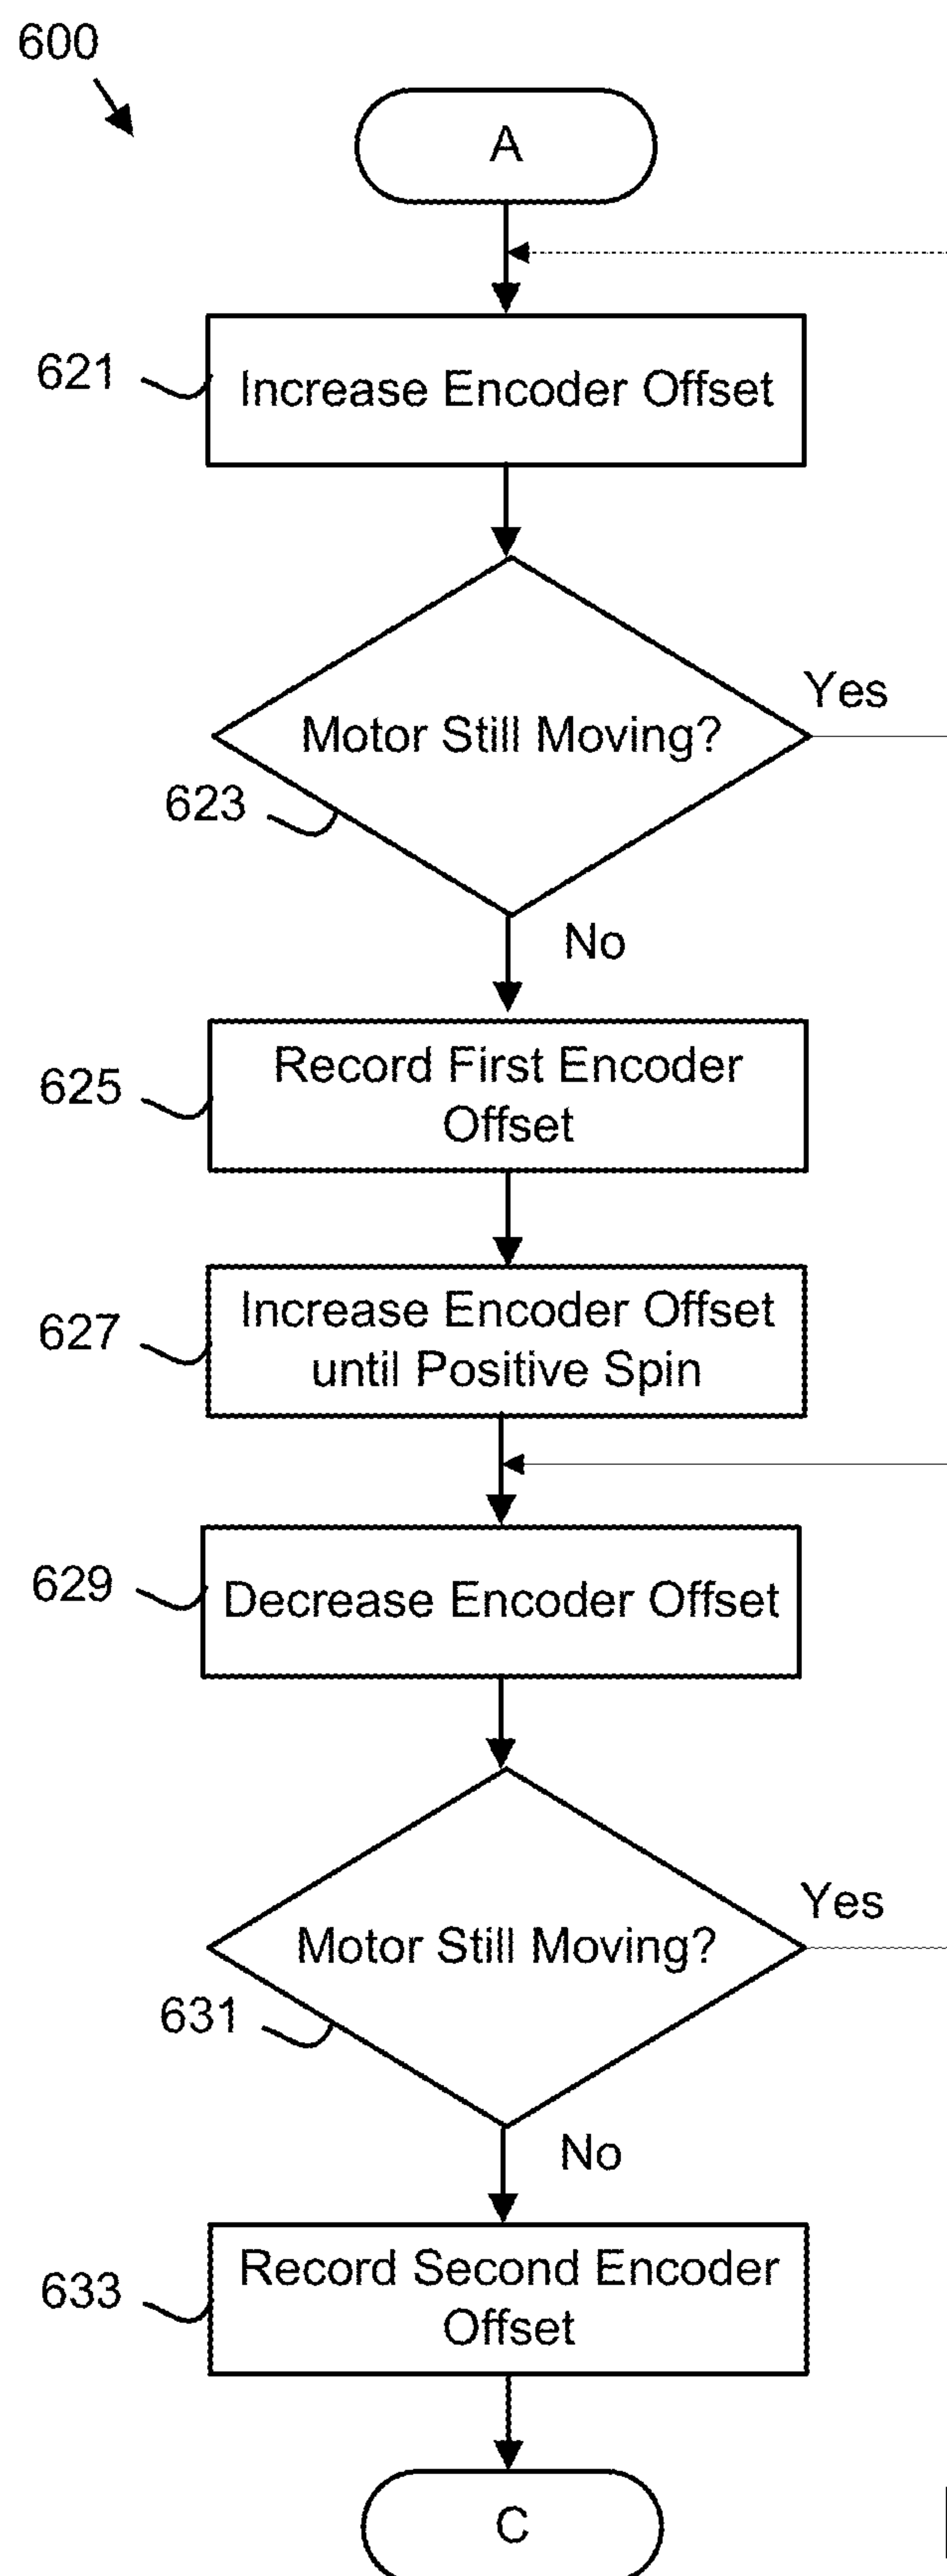 600
A
621
Increase Encoder Offset
Motor Still Moving?
Yes
623
No
625
Record First Encoder
Offset
627
Increase Encoder Offset
until Positive Spin
629
Decrease Encoder Offset
Motor Still Moving?
Yes
631
No
633
Record Second Encoder
Offset
C